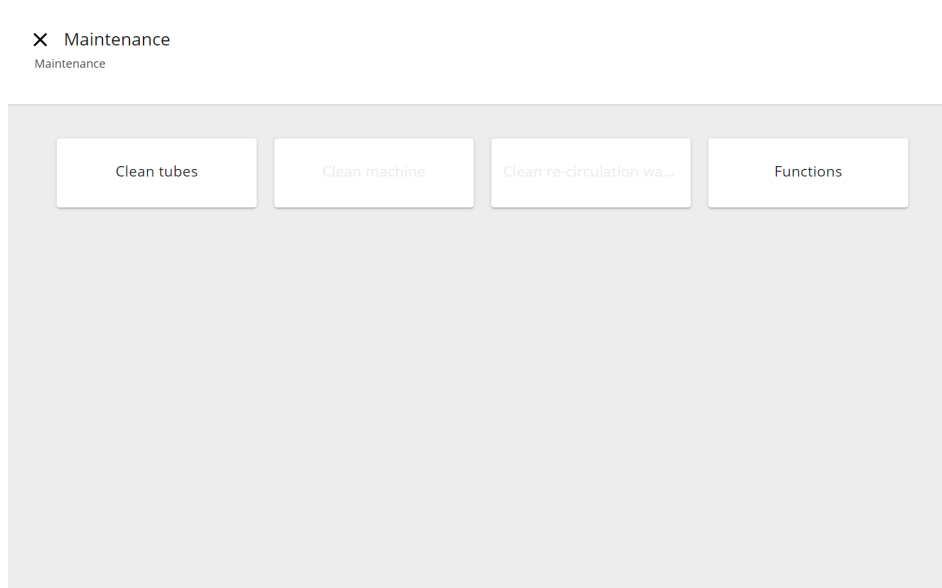 Maintenance
Maintenance
Clean tubes
Clean machine
Clean re-circulation wa...
Functions